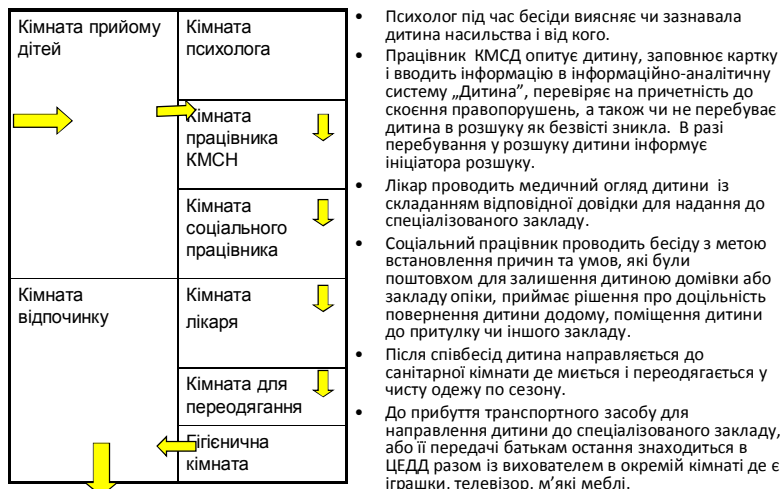 Кімната прийому
дітей
Кімната
психолога
Кімната
працівника
КМСН
Кімната
соціального
працівника
Кімната
відпочинку
Кімната
лікаря
Кімната для
переодягання
Гігієнична
кімната
• Психолог під час бесіди виясняє чи зазнавала
дитина насильства і від кого.
• Працівник КМСД опитує дитину, заповнює картку
і вводить інформацію в інформаційно-аналітичну
систему „Дитина”, перевіряє на причетність до
скоєння правопорушень, а також чи не перебуває
дитина в розшуку як безвісті зникла. В разі
перебування у розшуку дитини інформує
ініціатора розшуку.
• Лікар проводить медичний огляд дитини із
складанням відповідної довідки для надання до
спеціалізованого закладу.
• Соціальний працівник проводить бесіду з метою
встановлення причин та умов, які були
поштовхом для залишення дитиною домівки або
закладу опіки, приймає рішення про доцільність
повернення дитини додому, поміщення дитини
до притулку чи іншого закладу.
• Після співбесід дитина направляється до
санітарної кімнати де миється і переодягається у
чисту одежу по сезону.
• До прибуття транспортного засобу для
направлення дитини до спеціалізованого закладу,
або її передачі батькам остання знаходиться в
ЦЕДД разом із вихователем в окремій кімнаті де є
іграшки, телевізор, м’які меблі.